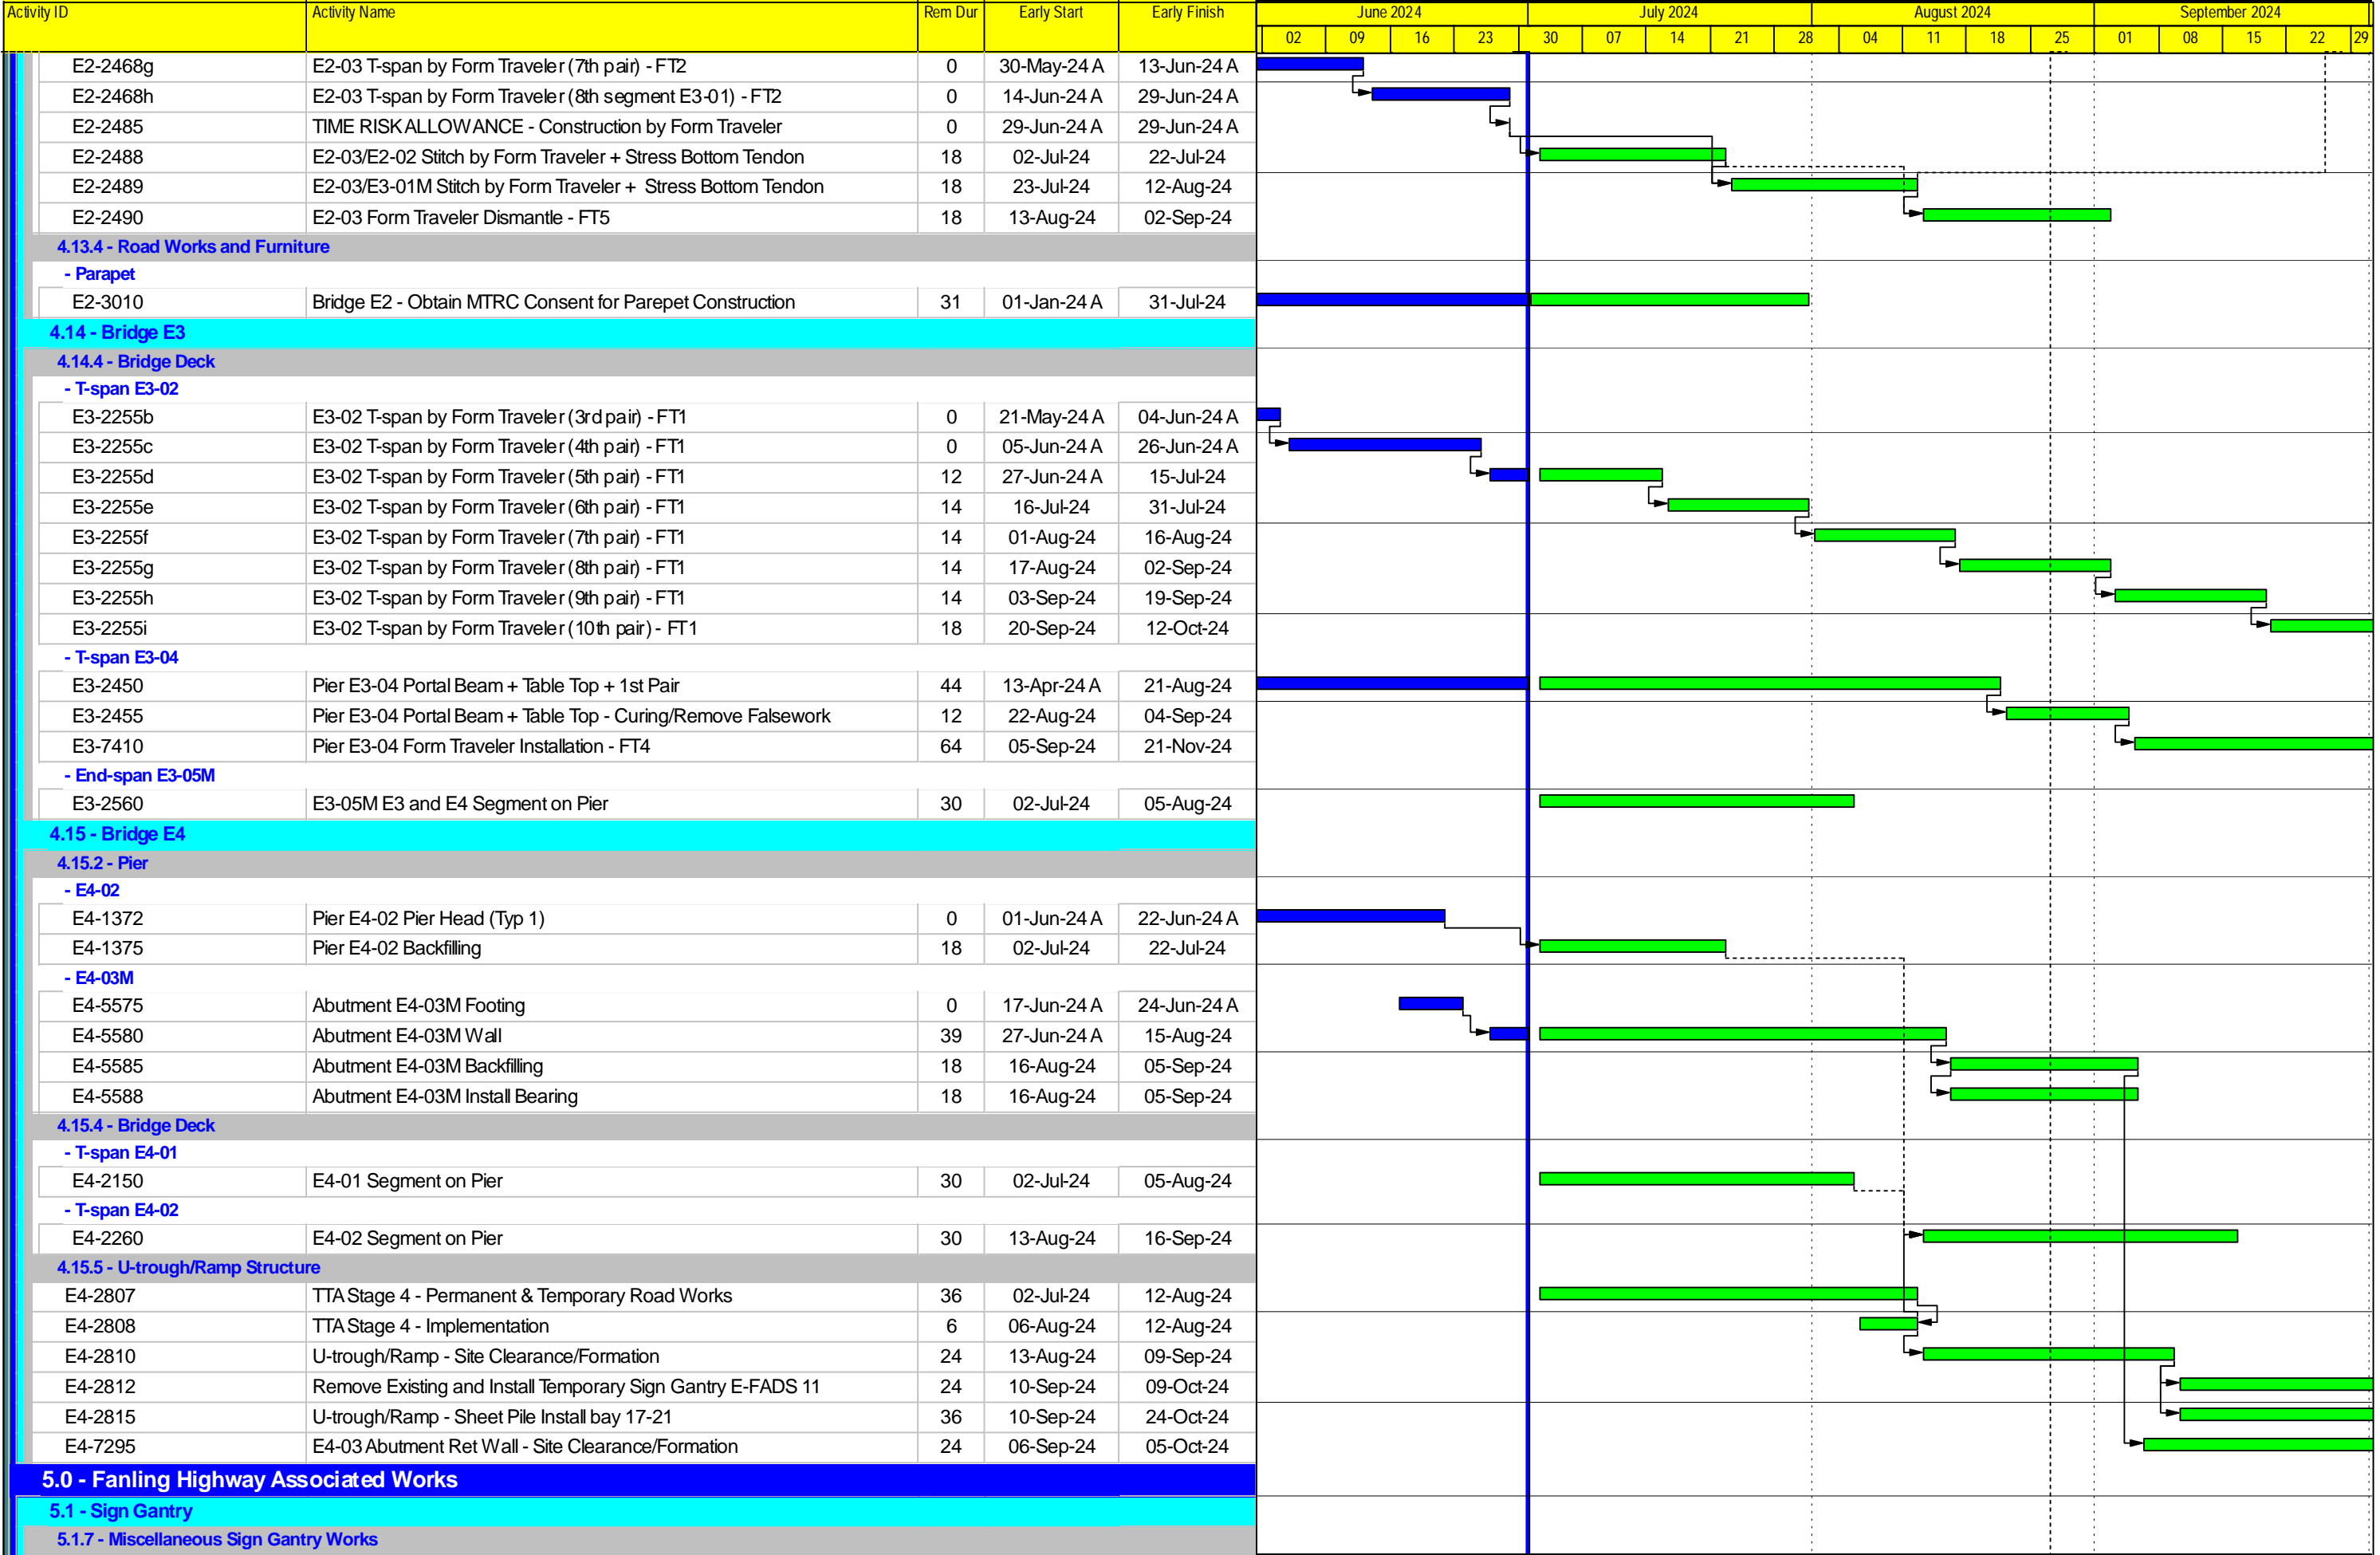 Activity ID Activity Name Rem Dur Early Start Early Finish June 2024 July 2024 August 2024 September 2024
02 09 16 23 30 07 14 21 28 04 11 18 25 01 08 15 22 29
E2-2468g E2-03 T-span by Form Traveler (7th pair) - FT2 0 30-May-24 A 13-Jun-24 A
E2-2468h E2-03 T-span by Form Traveler (8th segment E3-01) - FT2 0 14-Jun-24 A 29-Jun-24 A
E2-2485 TIME RISK ALLOWANCE - Construction by Form Traveler 0 29-Jun-24 A 29-Jun-24 A
E2-2488 E2-03/E2-02 Stitch by Form Traveler + Stress Bottom Tendon 18 02-Jul-24 22-Jul-24
E2-2489 E2-03/E3-01M Stitch by Form Traveler + Stress Bottom Tendon 18 23-Jul-24 12-Aug-24
E2-2490 E2-03 Form Traveler Dismantle - FT5 18 13-Aug-24 02-Sep-24
4.13.4 - Road Works and Furniture
- Parapet
E2-3010 Bridge E2 - Obtain MTRC Consent for Parepet Construction 31 01-Jan-24 A 31-Jul-24
4.14 - Bridge E3
4.14.4 - Bridge Deck
- T-span E3-02
E3-2255b E3-02 T-span by Form Traveler (3rd pair) - FT1 0 21-May-24 A 04-Jun-24 A
E3-2255c E3-02 T-span by Form Traveler (4th pair) - FT1 0 05-Jun-24 A 26-Jun-24 A
E3-2255d E3-02 T-span by Form Traveler (5th pair) - FT1 12 27-Jun-24 A 15-Jul-24
E3-2255e E3-02 T-span by Form Traveler (6th pair) - FT1 14 16-Jul-24 31-Jul-24
E3-2255f E3-02 T-span by Form Traveler (7th pair) - FT1 14 01-Aug-24 16-Aug-24
E3-2255g E3-02 T-span by Form Traveler (8th pair) - FT1 14 17-Aug-24 02-Sep-24
E3-2255h E3-02 T-span by Form Traveler (9th pair) - FT1 14 03-Sep-24 19-Sep-24
E3-2255i E3-02 T-span by Form Traveler (10th pair) - FT1 18 20-Sep-24 12-Oct-24
- T-span E3-04
E3-2450 Pier E3-04 Portal Beam + Table Top + 1st Pair 44 13-Apr-24 A 21-Aug-24
E3-2455 Pier E3-04 Portal Beam + Table Top - Curing/Remove Falsework 12 22-Aug-24 04-Sep-24
E3-7410 Pier E3-04 Form Traveler Installation - FT4 64 05-Sep-24 21-Nov-24
- End-span E3-05M
E3-2560 E3-05M E3 and E4 Segment on Pier 30 02-Jul-24 05-Aug-24
4.15 - Bridge E4
4.15.2 - Pier
- E4-02
E4-1372 Pier E4-02 Pier Head (Typ 1) 0 01-Jun-24 A 22-Jun-24 A
E4-1375 Pier E4-02 Backfilling 18 02-Jul-24 22-Jul-24
- E4-03M
E4-5575 Abutment E4-03M Footing 0 17-Jun-24 A 24-Jun-24 A
E4-5580 Abutment E4-03M Wall 39 27-Jun-24 A 15-Aug-24
E4-5585 Abutment E4-03M Backfilling 18 16-Aug-24 05-Sep-24
E4-5588 Abutment E4-03M Install Bearing 18 16-Aug-24 05-Sep-24
4.15.4 - Bridge Deck
- T-span E4-01
E4-2150 E4-01 Segment on Pier 30 02-Jul-24 05-Aug-24
- T-span E4-02
E4-2260 E4-02 Segment on Pier 30 13-Aug-24 16-Sep-24
4.15.5 - U-trough/Ramp Structure
E4-2807 TTA Stage 4 - Permanent & Temporary Road Works 36 02-Jul-24 12-Aug-24
E4-2808 TTA Stage 4 - Implementation 6 06-Aug-24 12-Aug-24
E4-2810 U-trough/Ramp - Site Clearance/Formation 24 13-Aug-24 09-Sep-24
E4-2812 Remove Existing and Install Temporary Sign Gantry E-FADS 11 24 10-Sep-24 09-Oct-24
E4-2815 U-trough/Ramp - Sheet Pile Install bay 17-21 36 10-Sep-24 24-Oct-24
E4-7295 E4-03 Abutment Ret Wall - Site Clearance/Formation 24 06-Sep-24 05-Oct-24
5.0 - Fanling Highway Associated Works
5.1 - Sign Gantry
5.1.7 - Miscellaneous Sign Gantry Works